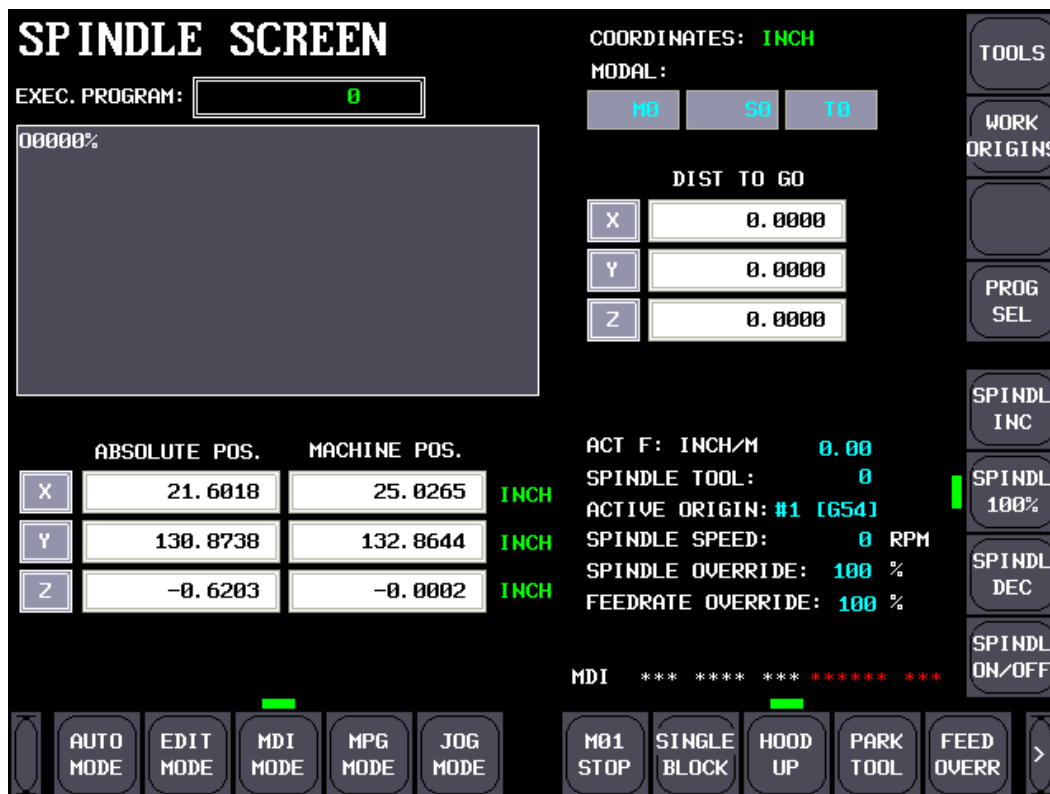 SPINDLE SCREEN
EXEC.PROGRAM: 0
O0000%
COORDINATES: INCH
MODAL:
M0 S0 T0
DIST TO GO
X 0.0000
Y 0.0000
Z 0.0000
ABSOLUTE POS. MACHINE POS.
X 21.6018 25.0265 INCH
Y 130.8738 132.8644 INCH
Z -0.6203 -0.0002 INCH
ACT F: INCH/M 0.00
SPINDLE TOOL: 0
ACTIVE ORIGIN: #1 [G54]
SPINDLE SPEED: 0 RPM
SPINDLE OVERRIDE: 100 %
FEEDRATE OVERRIDE: 100 %
MDI *** **** *** ****** ***
TOOLS
WORK
ORIGINS
PROG
SEL
SPINDL
INC
SPINDL
100%
SPINDL
DEC
SPINDL
ON/OFF
AUTO
MODE
EDIT
MODE
MDI
MODE
MPG
MODE
JOG
MODE
M01
STOP
SINGLE
BLOCK
HOOD
UP
PARK
TOOL
FEED
OVERR
>